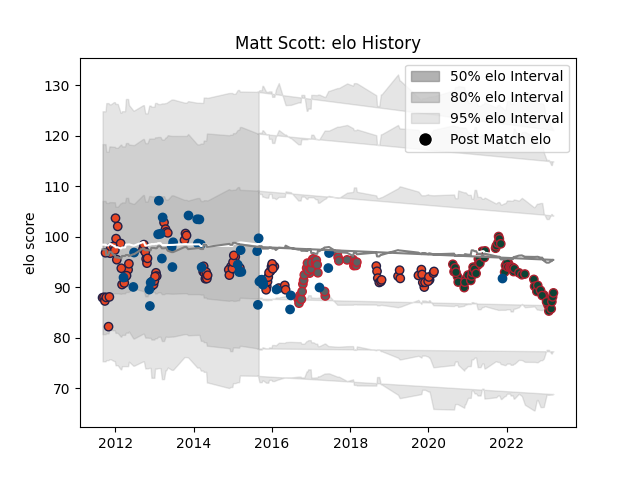 Matt Scott: elo History
50% elo Interval
80% elo Interval
95% elo Interval
Post Match elo
elo score
130
120
110
100
90
80
70
2012
2014
2016
2018
2020
2022